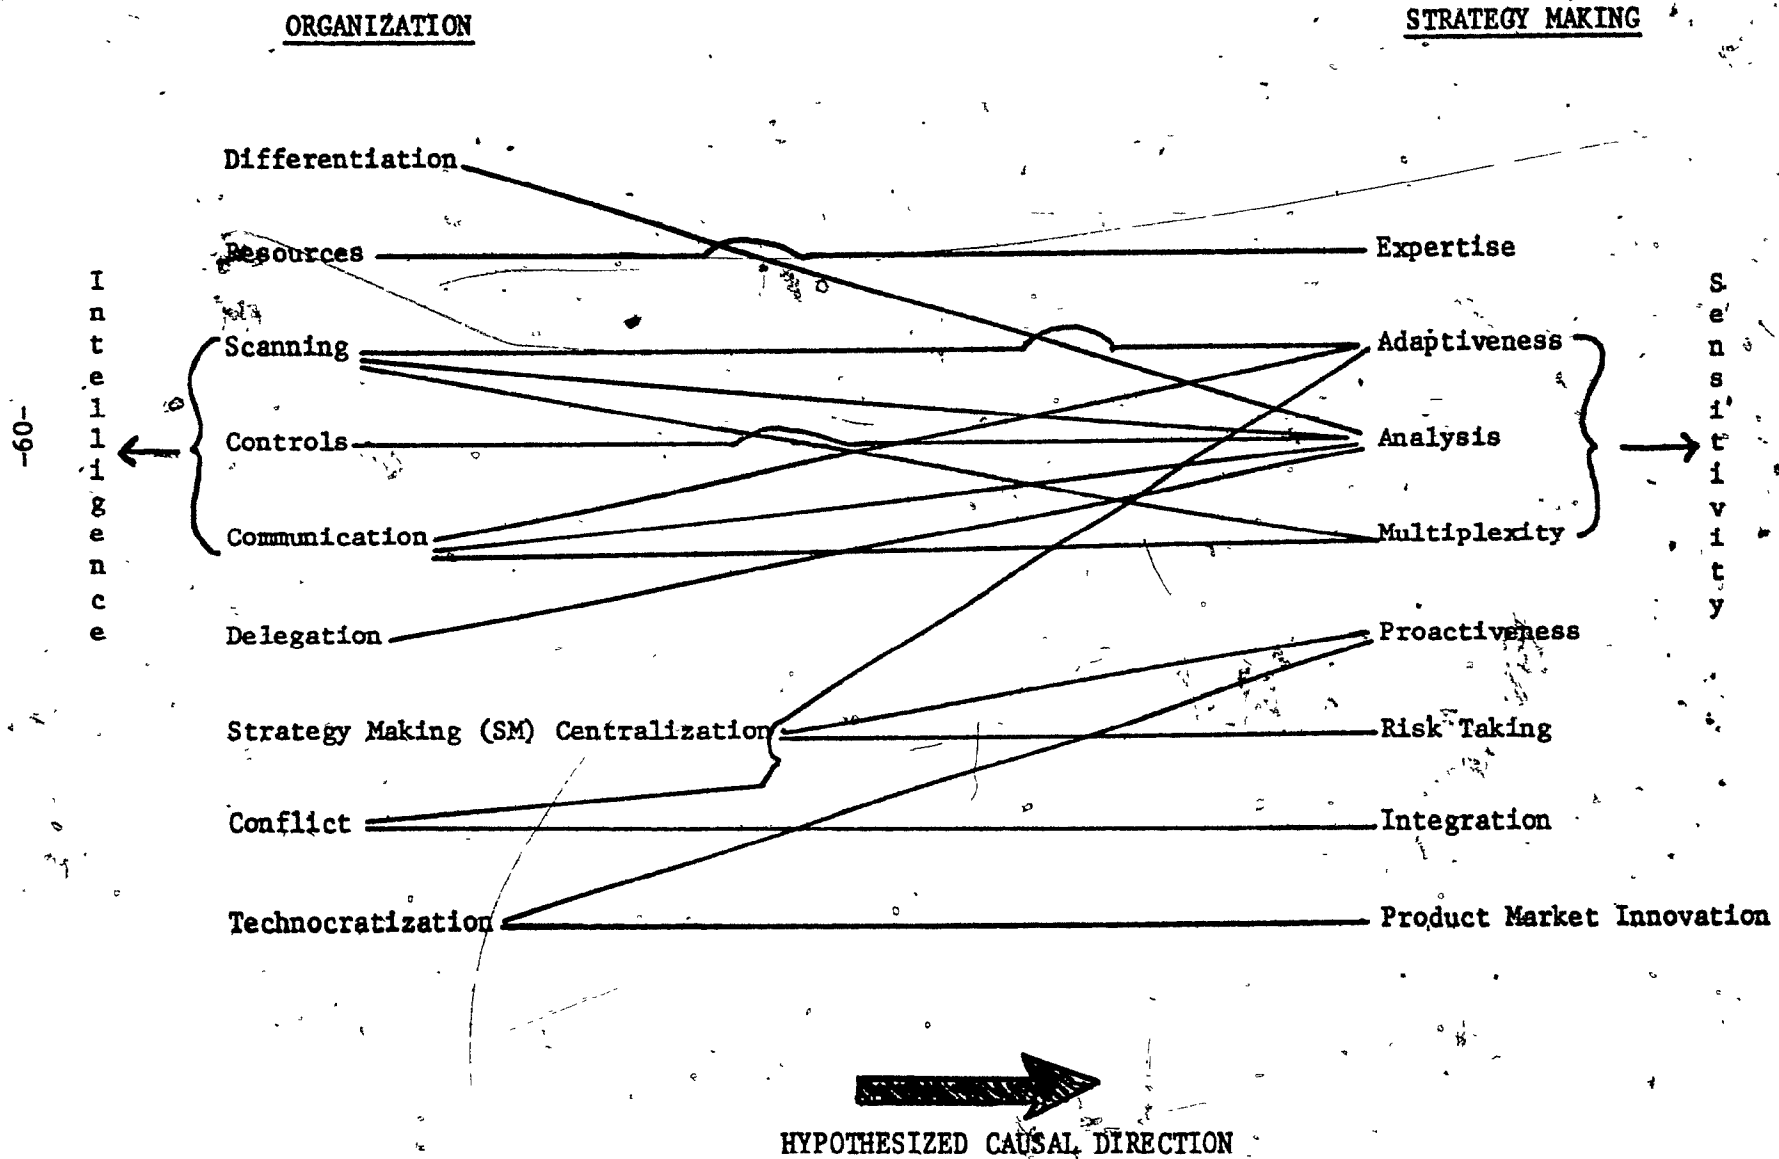 ORGANIZATION
STRATEGY MAKING
Differentiation
Resources
Expertise
Scanning
Adaptiveness
Controls
Analysis
Communication
Multiplexity
Delegation
Proactiveness
Strategy Making (SM) Centralization
Risk Taking
Conflict
Integration
Technocratization
Product Market Innovation
Intelligence
Sensitivity
-60-
HYPOTHESIZED CAUSAL DIRECTION